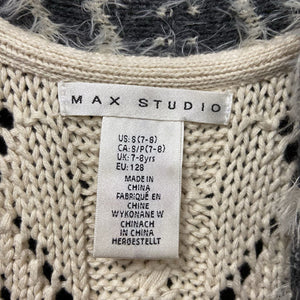 MAX STUDIO
US: S (7-8)
CA: S/P (7-8)
UK: 7-8yrs
EU: 128
MADE IN
CHINA
FABRIQUÉ EN
CHINE
WYKONANE W
CHINACH
IN CHINA
HERGESTELLT